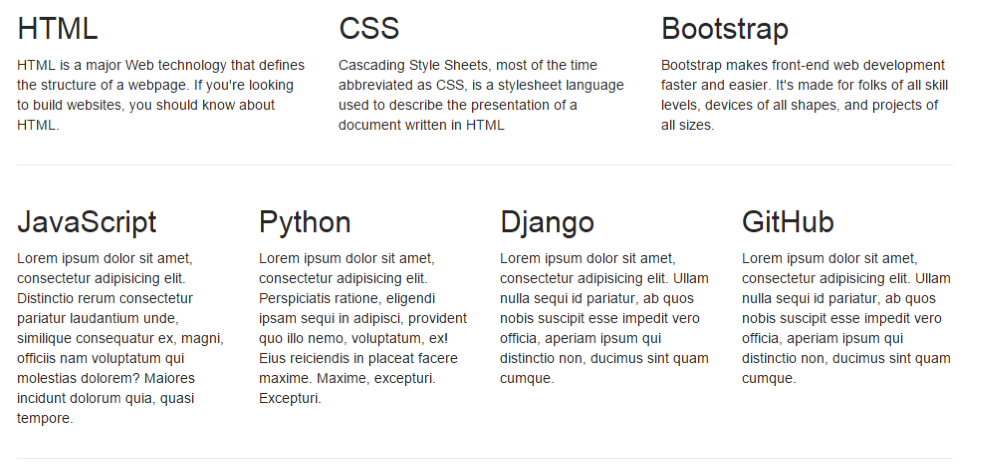 HTML
HTML is a major Web technology that defines
the structure of a webpage. If you're looking
to build websites, you should know about
HTML.
CSS
Cascading Style Sheets, most of the time
abbreviated as CSS, is a stylesheet language
used to describe the presentation of a
document written in HTML
Bootstrap
Bootstrap makes front-end web development
faster and easier. It's made for folks of all skill
levels, devices of all shapes, and projects of
all sizes.
JavaScript
Lorem ipsum dolor sit amet,
consectetur adipisicing elit.
Distinctio rerum consectetur
pariatur laudantium unde,
similique consequatur ex, magni,
officiis nam voluptatum qui
molestias dolorem? Maiores
incidunt dolorum quia, quasi
tempore.
Python
Lorem ipsum dolor sit amet,
consectetur adipisicing elit.
Perspiciatis ratione, eligendi
ipsam sequi in adipisci, provident
quo illo nemo, voluptatum, ex!
Eius reiciendis in placeat facere
maxime. Maxime, excepturi.
Excepturi.
Django
Lorem ipsum dolor sit amet,
consectetur adipisicing elit. Ullam
nulla sequi id pariatur, ab quos
nobis suscipit esse impedit vero
officia, aperiam ipsum qui
distinctio non, ducimus sint quam
cumque.
GitHub
Lorem ipsum dolor sit amet,
consectetur adipisicing elit. Ullam
nulla sequi id pariatur, ab quos
nobis suscipit esse impedit vero
officia, aperiam ipsum qui
distinctio non, ducimus sint quam
cumque.